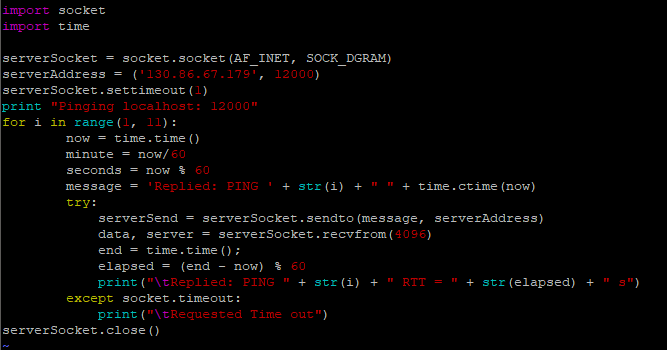 import socket
import time

serverSocket = socket.socket(AF_INET, SOCK_DGRAM)
serverAddress = ('130.86.67.179', 12000)
serverSocket.settimeout(1)
print "Pinging localhost: 12000"
for i in range(1, 11):
        now = time.time()
        minute = now/60
        seconds = now % 60
        message = 'Replied: PING ' + str(i) + " " + time.ctime(now)
        try:
            serverSend = serverSocket.sendto(message, serverAddress)
            data, server = serverSocket.recvfrom(4096)
            end = time.time();
            elapsed = (end - now) % 60
            print("\tReplied: PING " + str(i) + " RTT = " + str(elapsed) + " s")
        except socket.timeout:
            print("\tRequested Time out")
serverSocket.close()
~